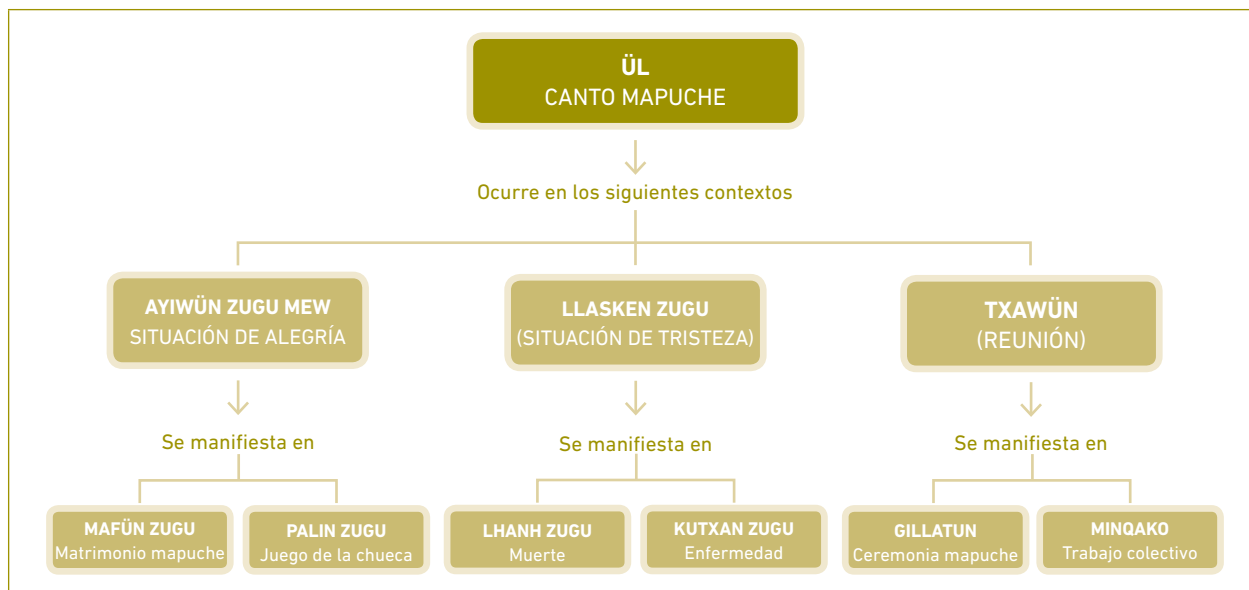 ÜL
CANTO MAPUCHE
Ocurre en los siguientes contextos
AYIWÜN ZUGU MEW
SITUACIÓN DE ALEGRÍA
LLASKEN ZUGU
(SITUACIÓN DE TRISTEZA)
TXAWÜN
(REUNIÓN)
Se manifiesta en
Se manifiesta en
Se manifiesta en
MAFÜN ZUGU
Matrimonio mapuche
PALIN ZUGU
Juego de la chueca
LHANH ZUGU
Muerte
KUTXAN ZUGU
Enfermedad
GILLATUN
Ceremonia mapuche
MINQAKO
Trabajo colectivo